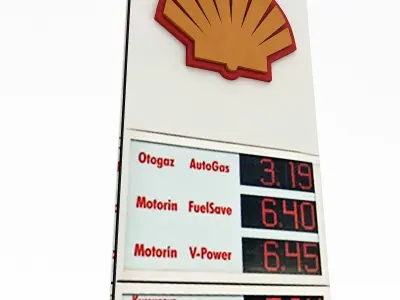 Otogaz AutoGas 3.19
Motorin FuelSave 6.40
Motorin V-Power 6.45